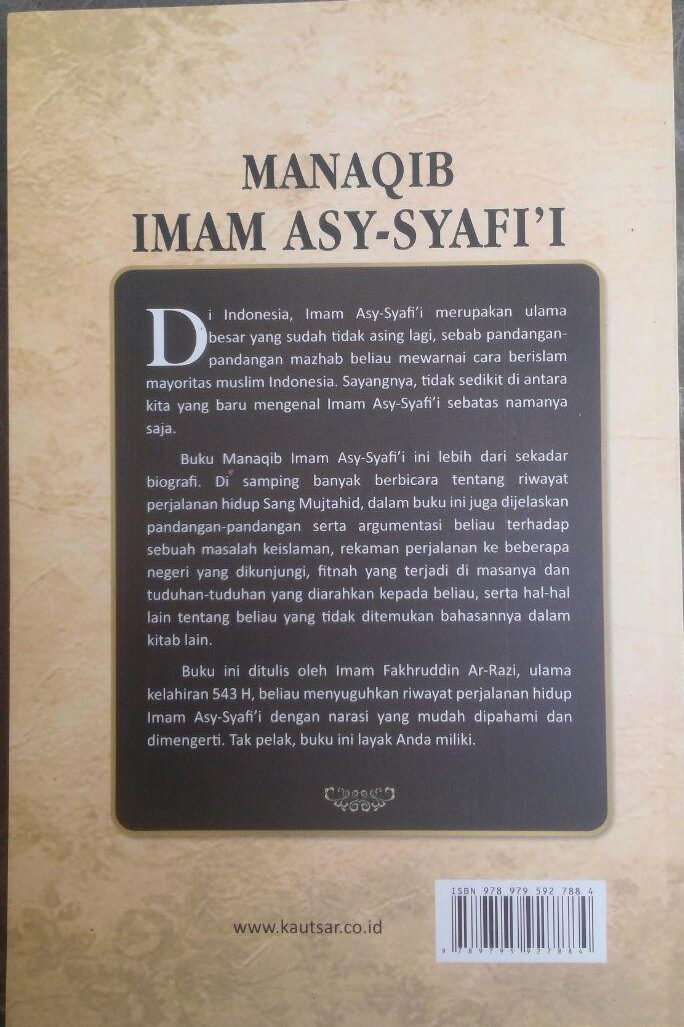 MANAQIB
IMAM ASY-SYAFI'I
Di Indonesia, Imam Asy-Syafi'i merupakan ulama
besar yang sudah tidak asing lagi, sebab pandangan-
pandangan mazhab beliau mewarnai cara berislam
mayoritas muslim Indonesia. Sayangnya, tidak sedikit di antara
kita yang baru mengenal Imam Asy-Syafi'i sebatas namanya
saja.
Buku Manaqib Imam Asy-Syafi'i ini lebih dari sekadar
biografi. Di samping banyak berbicara tentang riwayat
perjalanan hidup Sang Mujtahid, dalam buku ini juga dijelaskan
pandangan-pandangan serta argumentasi beliau terhadap
sebuah masalah keislaman, rekaman perjalanan ke beberapa
negeri yang dikunjungi, fitnah yang terjadi di masanya dan
tuduhan-tuduhan yang diarahkan kepada beliau, serta hal-hal
lain tentang beliau yang tidak ditemukan bahasannya dalam
kitab lain.
Buku ini ditulis oleh Imam Fakhruddin Ar-Razi, ulama
kelahiran 543 H, beliau menyuguhkan riwayat perjalanan hidup
Imam Asy-Syafi'i dengan narasi yang mudah dipahami dan
dimengerti. Tak pelak, buku ini layak Anda miliki.
www.kautsar.co.id
ISBN 978 979 592 788 4
9 789795 927884